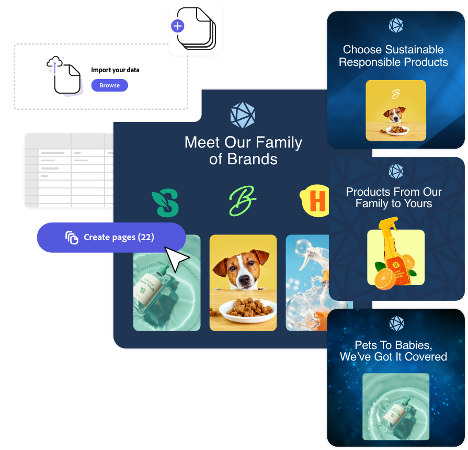 Import your data
Browse
Meet Our Family
of Brands
S
B
H
Create pages (22)
Choose Sustainable
Responsible Products
B
Products From Our
Family to Yours
Pets To Babies,
We've Got It Covered